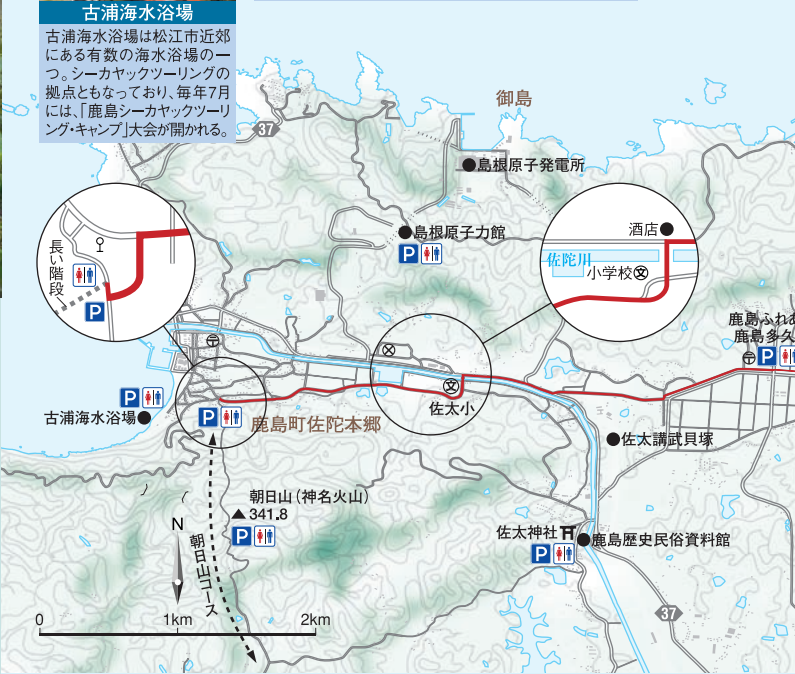 古浦海水浴場
古浦海水浴場は松江市近郊
にある有数の海水浴場の一
つ。シーカヤックツーリングの
拠点ともなっており、毎年7月
には、「鹿島シーカヤックツーリ
ング・キャンプ」大会が開かれる。
37
御島
島根原子発電所
島根原子力館
P
酒店
佐陀川
小学校
文
長い階段
P
鹿島ふれあ
鹿島多久
P
文
佐太小
P
古浦海水浴場
P
鹿島町佐陀本郷
佐太講武貝塚
朝日山(神名火山)
341.8
P
N
朝日山コース
佐太神社
P
鹿島歴史民俗資料館
37
0
1km
2km